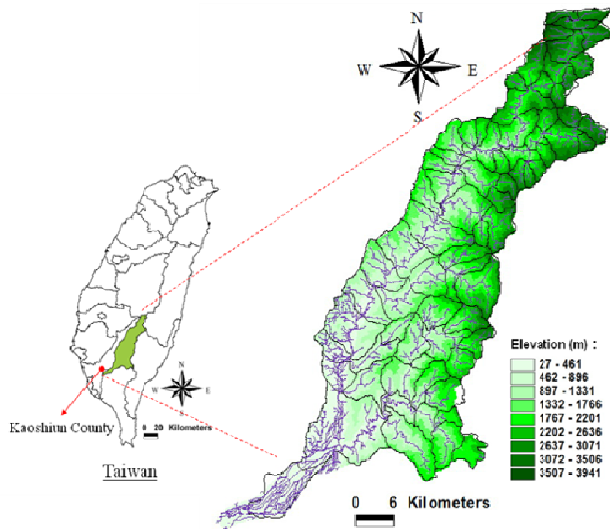 N
W E
S
Elevation (m) :
27 - 461
462 - 896
897 - 1331
1332 - 1766
1767 - 2201
2202 - 2636
2637 - 3071
3072 - 3506
3507 - 3941
0 6 Kilometers
N
W E
S
0 20 Kilometers
Kaoshiun County
Taiwan